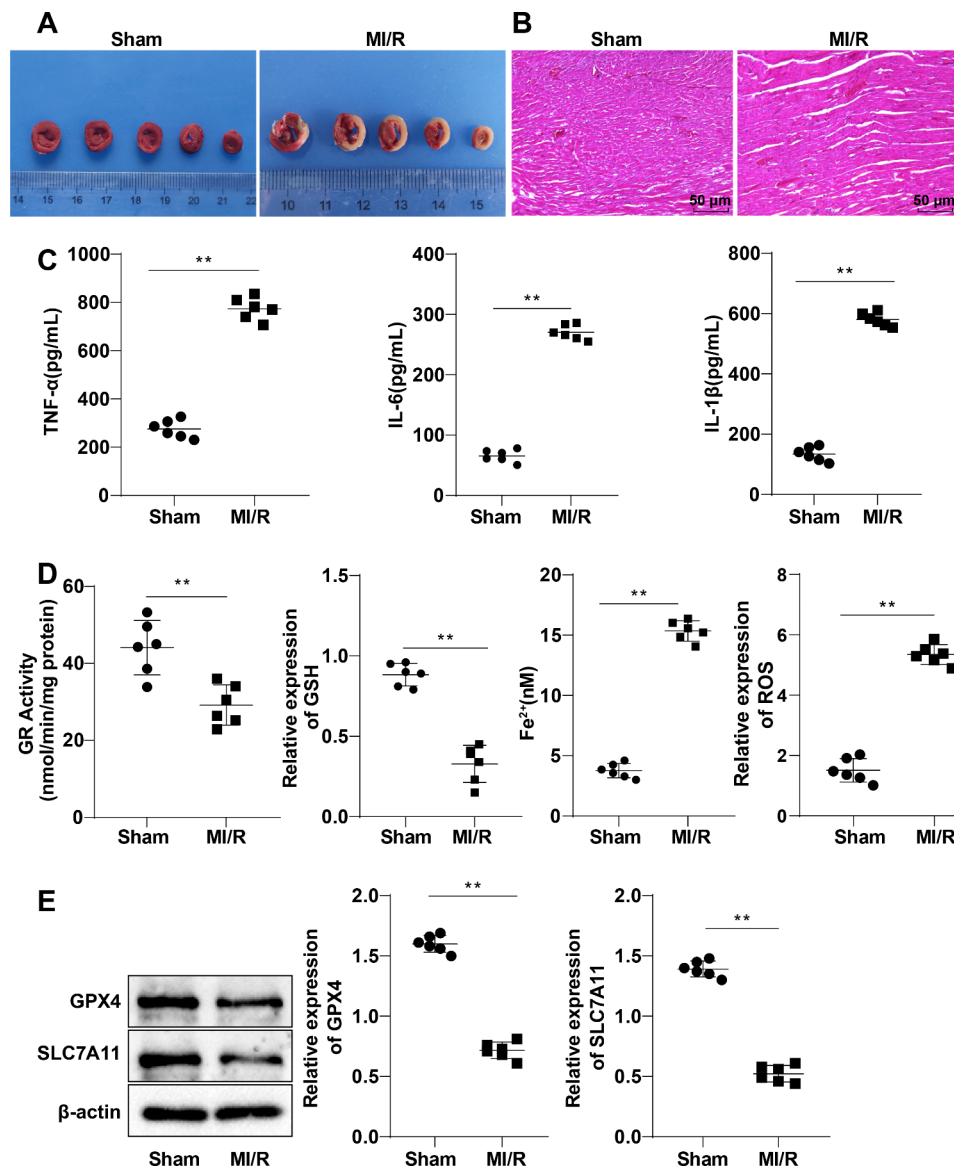 A
Sham
MI/R
14 15 16 17 18 19 20 21 22
10 11 12 13 14 15
B
Sham
MI/R
50 μm
50 μm
C
TNF-α(pg/mL)
1000
800
600
400
200
0
**
Sham
MI/R
IL-6(pg/mL)
400
300
200
100
0
**
Sham
MI/R
IL-1β(pg/mL)
800
600
400
200
0
**
Sham
MI/R
D
GR Activity
(nmol/min/mg protein)
60
40
20
0
**
Sham
MI/R
Relative expression
of GSH
1.5
1.0
0.5
0.0
**
Sham
MI/R
Fe²⁺(nM)
20
15
10
5
0
**
Sham
MI/R
Relative expression
of ROS
8
6
4
2
0
**
Sham
MI/R
E
GPX4
SLC7A11
β-actin
Sham
MI/R
Relative expression
of GPX4
2.0
1.5
1.0
0.5
0.0
**
Sham
MI/R
Relative expression
of SLC7A11
2.0
1.5
1.0
0.5
0.0
**
Sham
MI/R